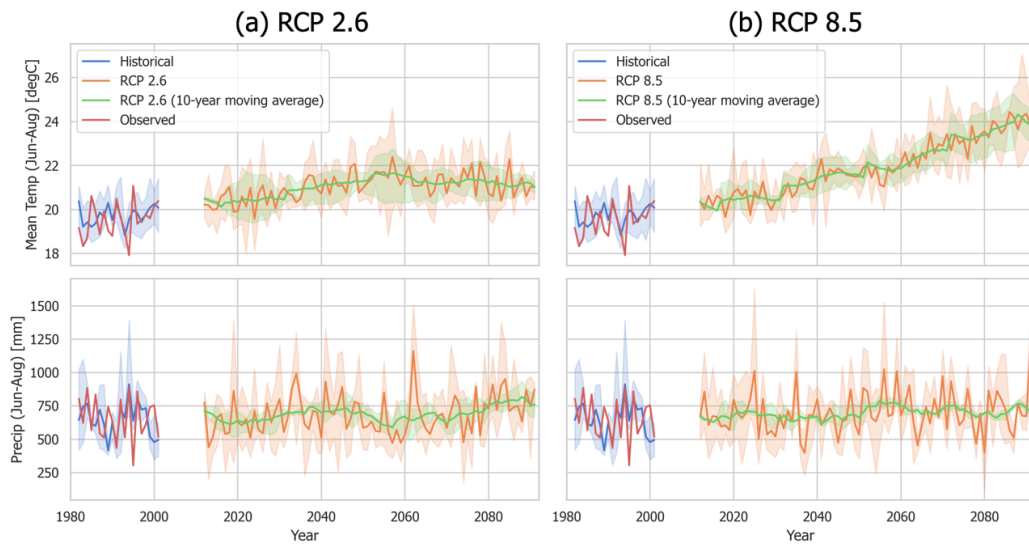 (a) RCP 2.6
(b) RCP 8.5
Mean Temp (Jun-Aug) [degC]
26
24
22
20
18
Historical
RCP 2.6
RCP 2.6 (10-year moving average)
Observed
Historical
RCP 8.5
RCP 8.5 (10-year moving average)
Observed
Precip (Jun-Aug) [mm]
1500
1250
1000
750
500
250
1980 2000 2020 2040 2060 2080
1980 2000 2020 2040 2060 2080
Year
Year